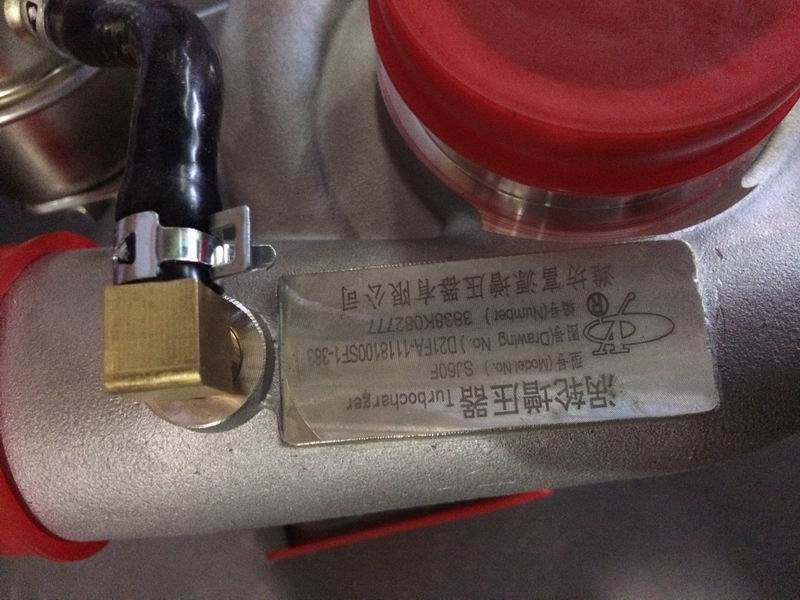 涡轮增压器 Turbocharger
型号(Model No.) SJ60F
图号(Drawing No.) D21FA-1118100SF1-383
编号(Number) 3838K082777
潍坊富源增压器有限公司
®